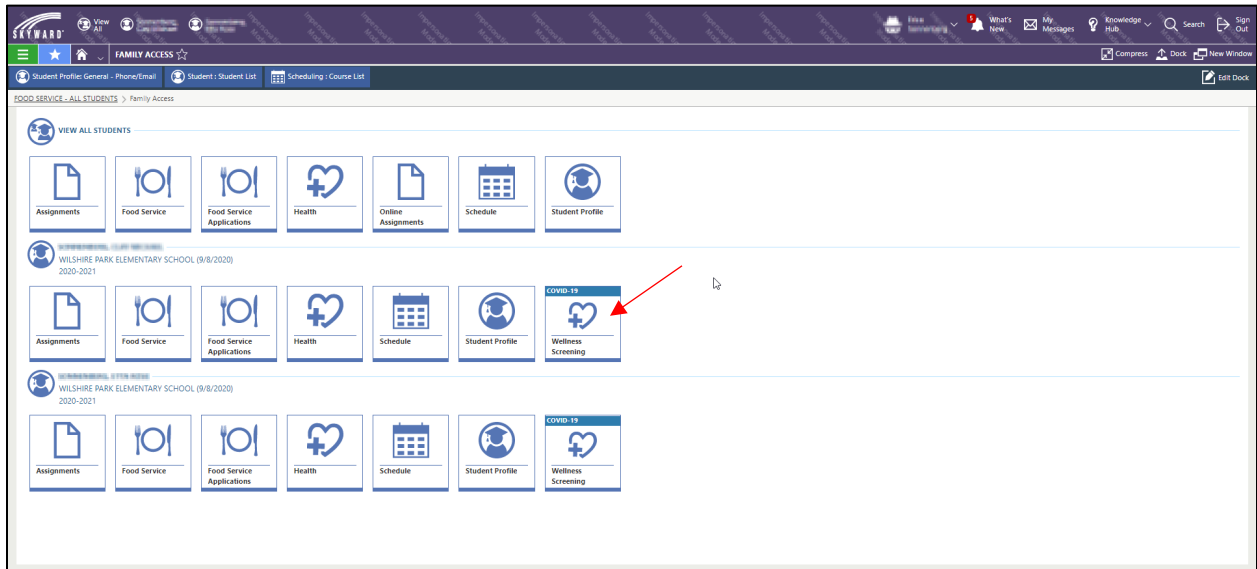 SKYWARD
View All
What's New
5
My Messages
Knowledge Hub
Search
Sign Out
FAMILY ACCESS
Compress
Dock
New Window
Student Profile: General - Phone/Email
Student : Student List
Scheduling : Course List
Edit Dock
FOOD SERVICE - ALL STUDENTS > Family Access
VIEW ALL STUDENTS
Assignments
Food Service
Food Service
Applications
Health
Online
Assignments
Schedule
Student Profile
WILSHIRE PARK ELEMENTARY SCHOOL (9/8/2020)
2020-2021
Assignments
Food Service
Food Service
Applications
Health
Schedule
Student Profile
COVID-19
Wellness
Screening
WILSHIRE PARK ELEMENTARY SCHOOL (9/8/2020)
2020-2021
Assignments
Food Service
Food Service
Applications
Health
Schedule
Student Profile
COVID-19
Wellness
Screening